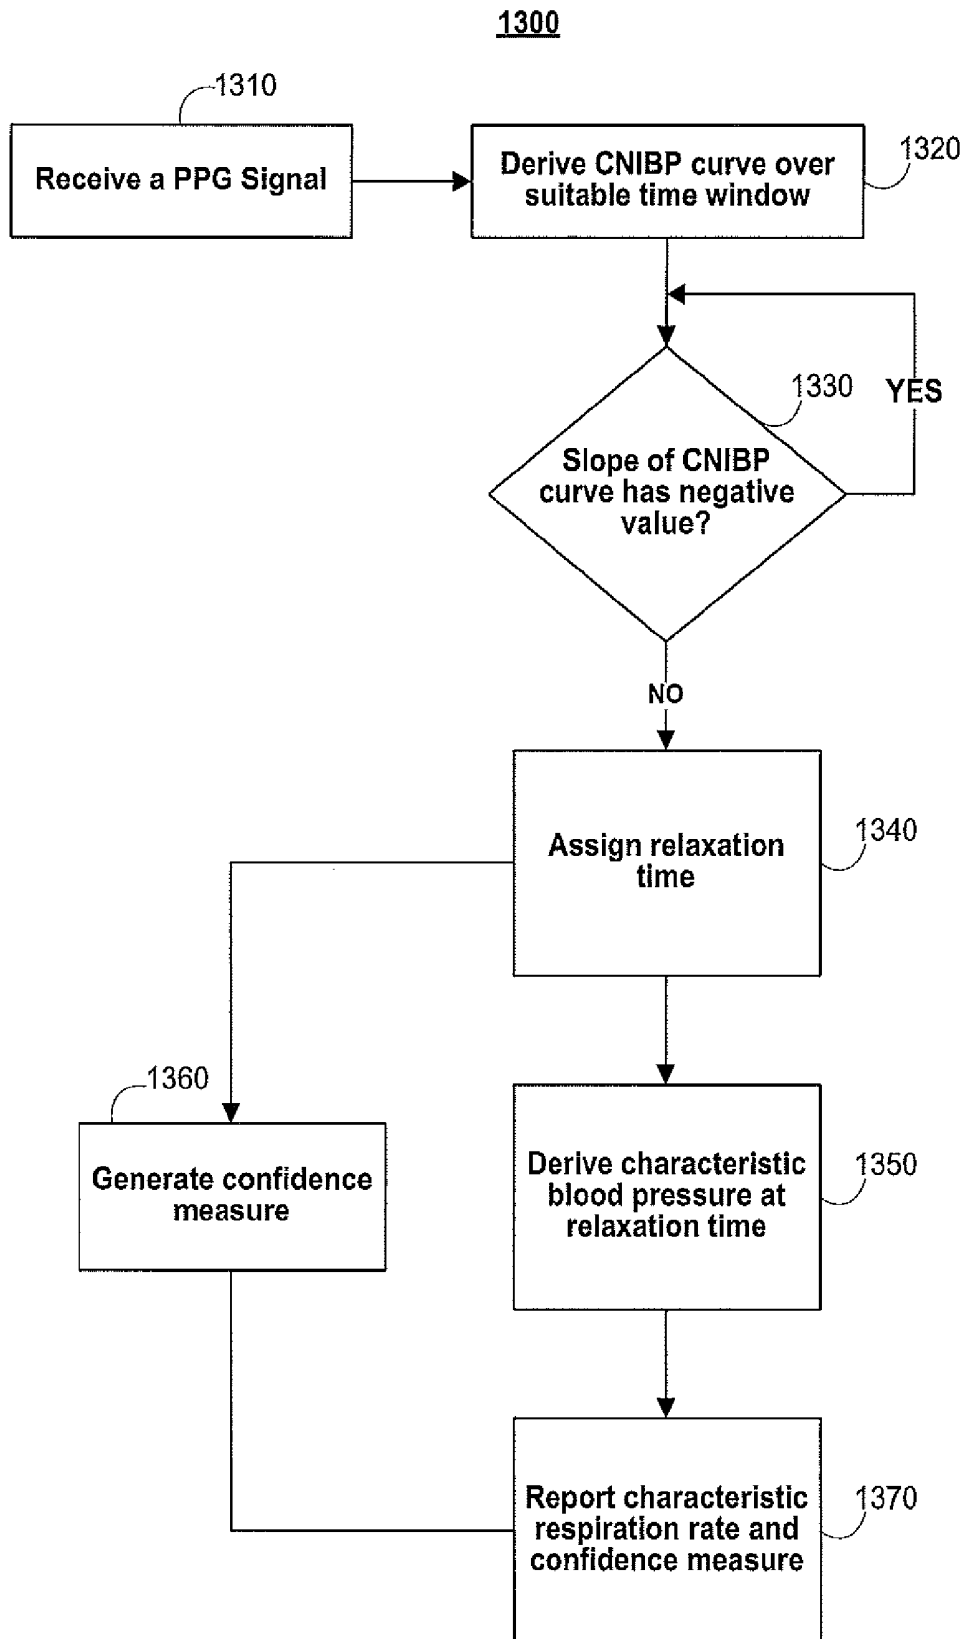 1300
1310
Receive a PPG Signal
Derive CNIBP curve over
suitable time window
1320
1330
YES
Slope of CNIBP
curve has negative
value?
NO
Assign relaxation
time
1340
1360
Generate confidence
measure
Derive characteristic
blood pressure at
relaxation time
1350
Report characteristic
respiration rate and
confidence measure
1370